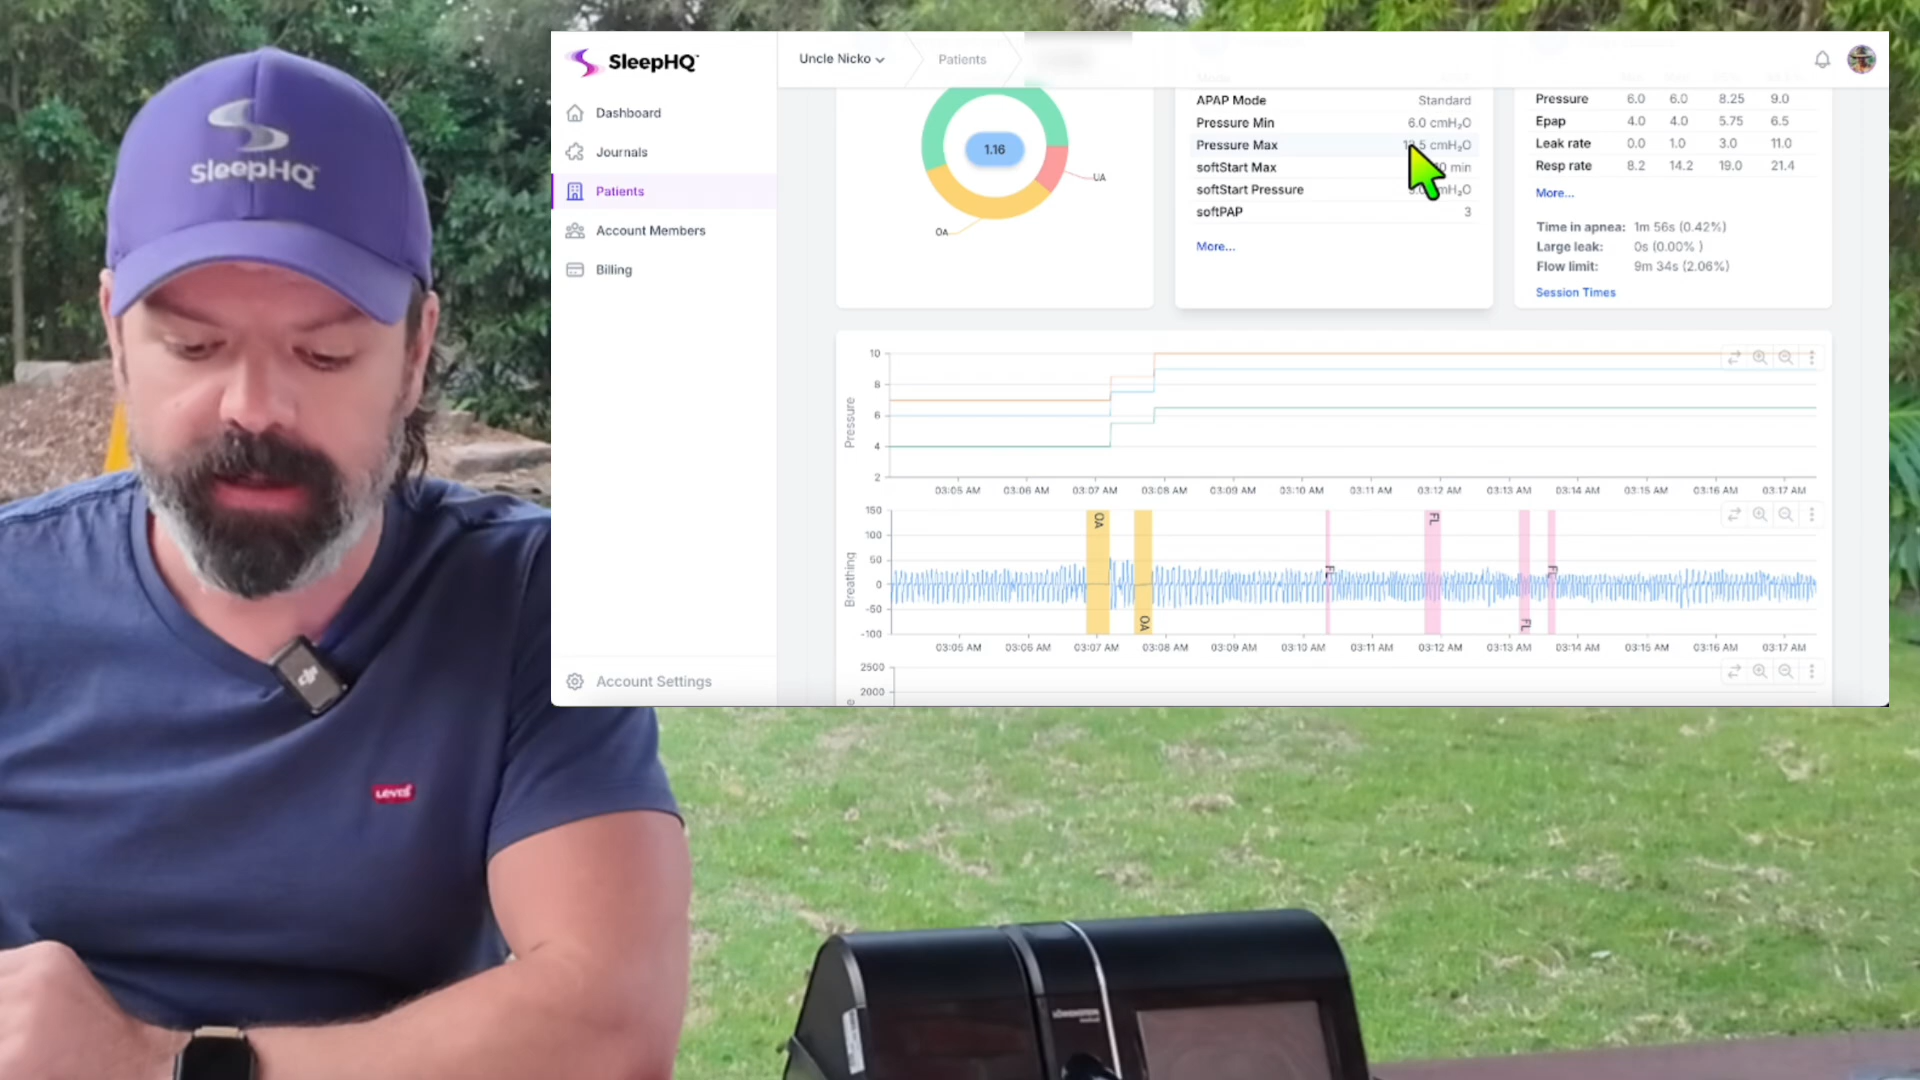 SleepHQ™
SleepHQ™
Levi's
Dashboard
Journals
Patients
Account Members
Billing
Account Settings
Uncle Nicko
Patients
1.16
UA
OA
APAP Mode Standard
Pressure Min 6.0 cmH₂O
Pressure Max cmH₂O
softStart Max min
softStart Pressure
softPAP 3
More...
Pressure 6.0 6.0 8.25 9.0
Epap 4.0 4.0 5.75 6.5
Leak rate 0.0 1.0 3.0 11.0
Resp rate 8.2 14.2 19.0 21.4
More...
Time in apnea: 1m 56s (0.42%)
Large leak: 0s (0.00% )
Flow limit: 9m 34s (2.06%)
Session Times
Pressure
10
8
6
4
2
03:05 AM 03:06 AM 03:07 AM 03:08 AM 03:09 AM 03:10 AM 03:11 AM 03:12 AM 03:13 AM 03:14 AM 03:15 AM 03:16 AM 03:17 AM
Breathing
150
100
50
0
-50
-100
OA
OA
FL
FL
FL
FL
03:05 AM 03:06 AM 03:07 AM 03:08 AM 03:09 AM 03:10 AM 03:11 AM 03:12 AM 03:13 AM 03:14 AM 03:15 AM 03:16 AM 03:17 AM
2500
2000
dji
LÖWENSTEIN